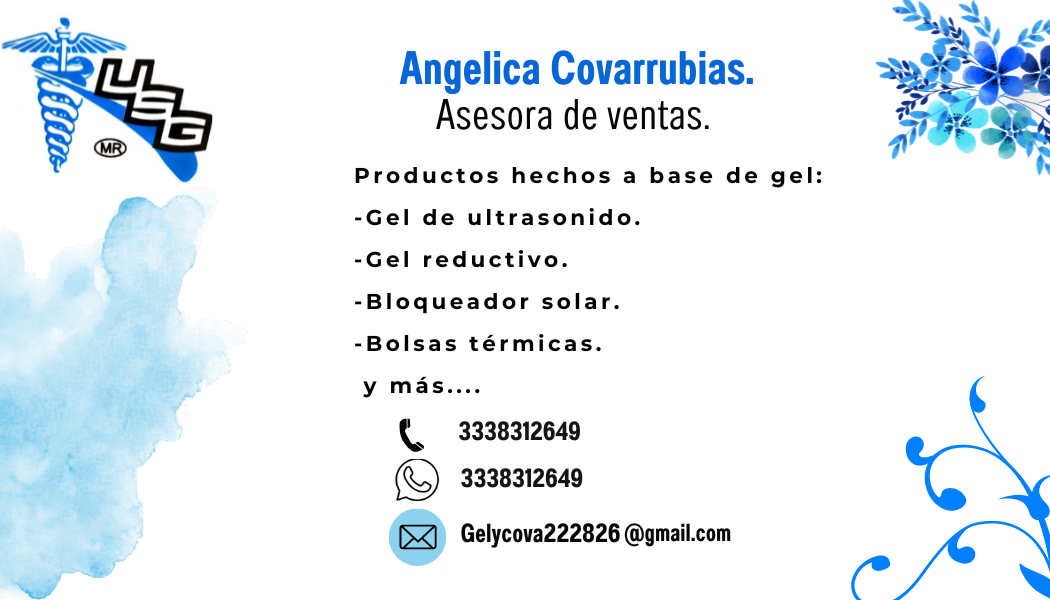 USG
MR
Angelica Covarrubias.
Asesora de ventas.
Productos hechos a base de gel:
-Gel de ultrasonido.
-Gel reductivo.
-Bloqueador solar.
-Bolsas térmicas.
y más....
3338312649
3338312649
Gelycova222826@gmail.com